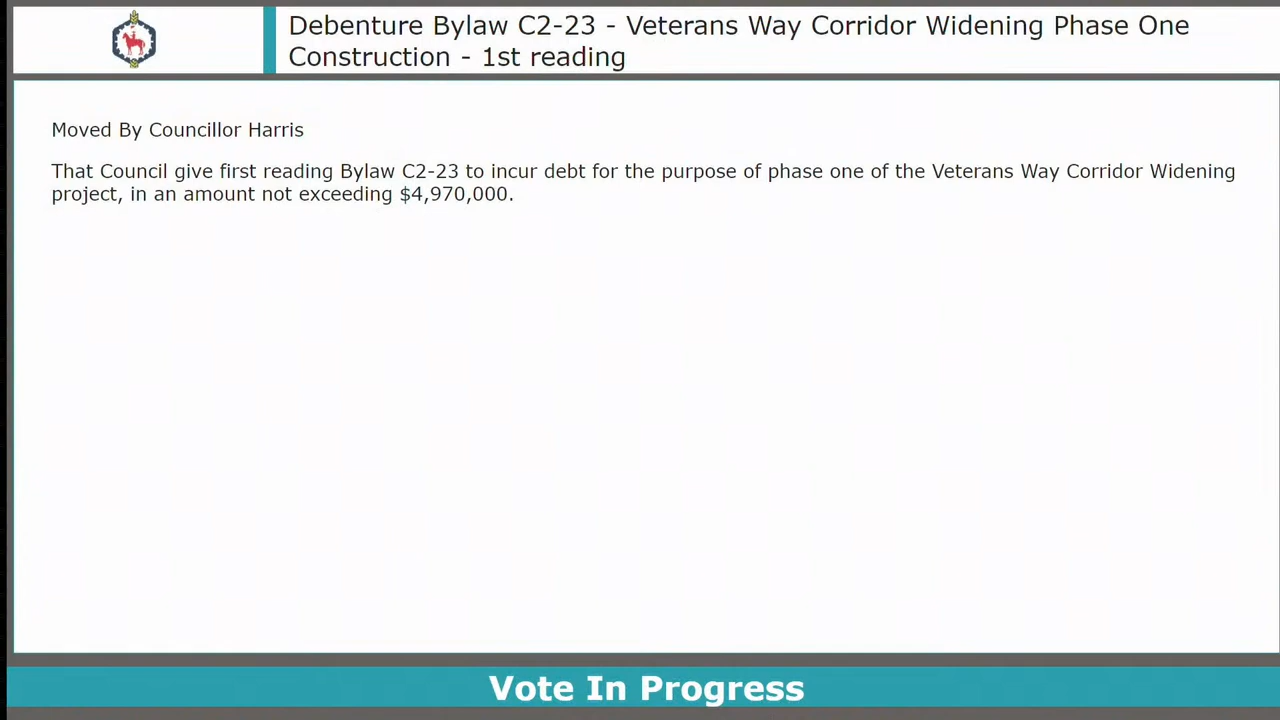 Debenture Bylaw C2-23 - Veterans Way Corridor Widening Phase One
Construction - 1st reading
Moved By Councillor Harris
That Council give first reading Bylaw C2-23 to incur debt for the purpose of phase one of the Veterans Way Corridor Widening
project, in an amount not exceeding $4,970,000.
Vote In Progress